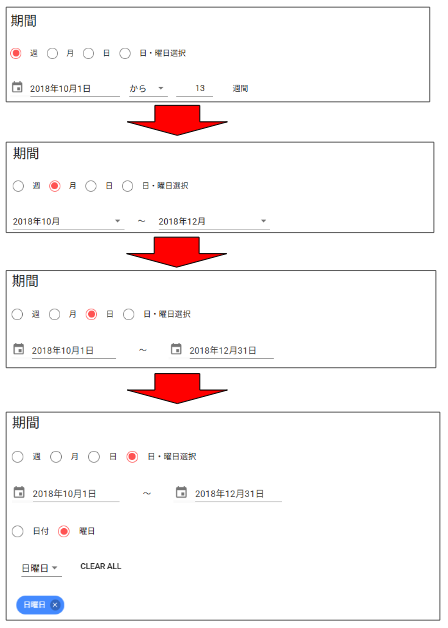 期間
週 月 日 日・曜日選択
2018年10月1日 から 13 週間
期間
週 月 日 日・曜日選択
2018年10月 ～ 2018年12月
期間
週 月 日 日・曜日選択
2018年10月1日 ～ 2018年12月31日
期間
週 月 日 日・曜日選択
2018年10月1日 ～ 2018年12月31日
日付 曜日
日曜日 CLEAR ALL
日曜日